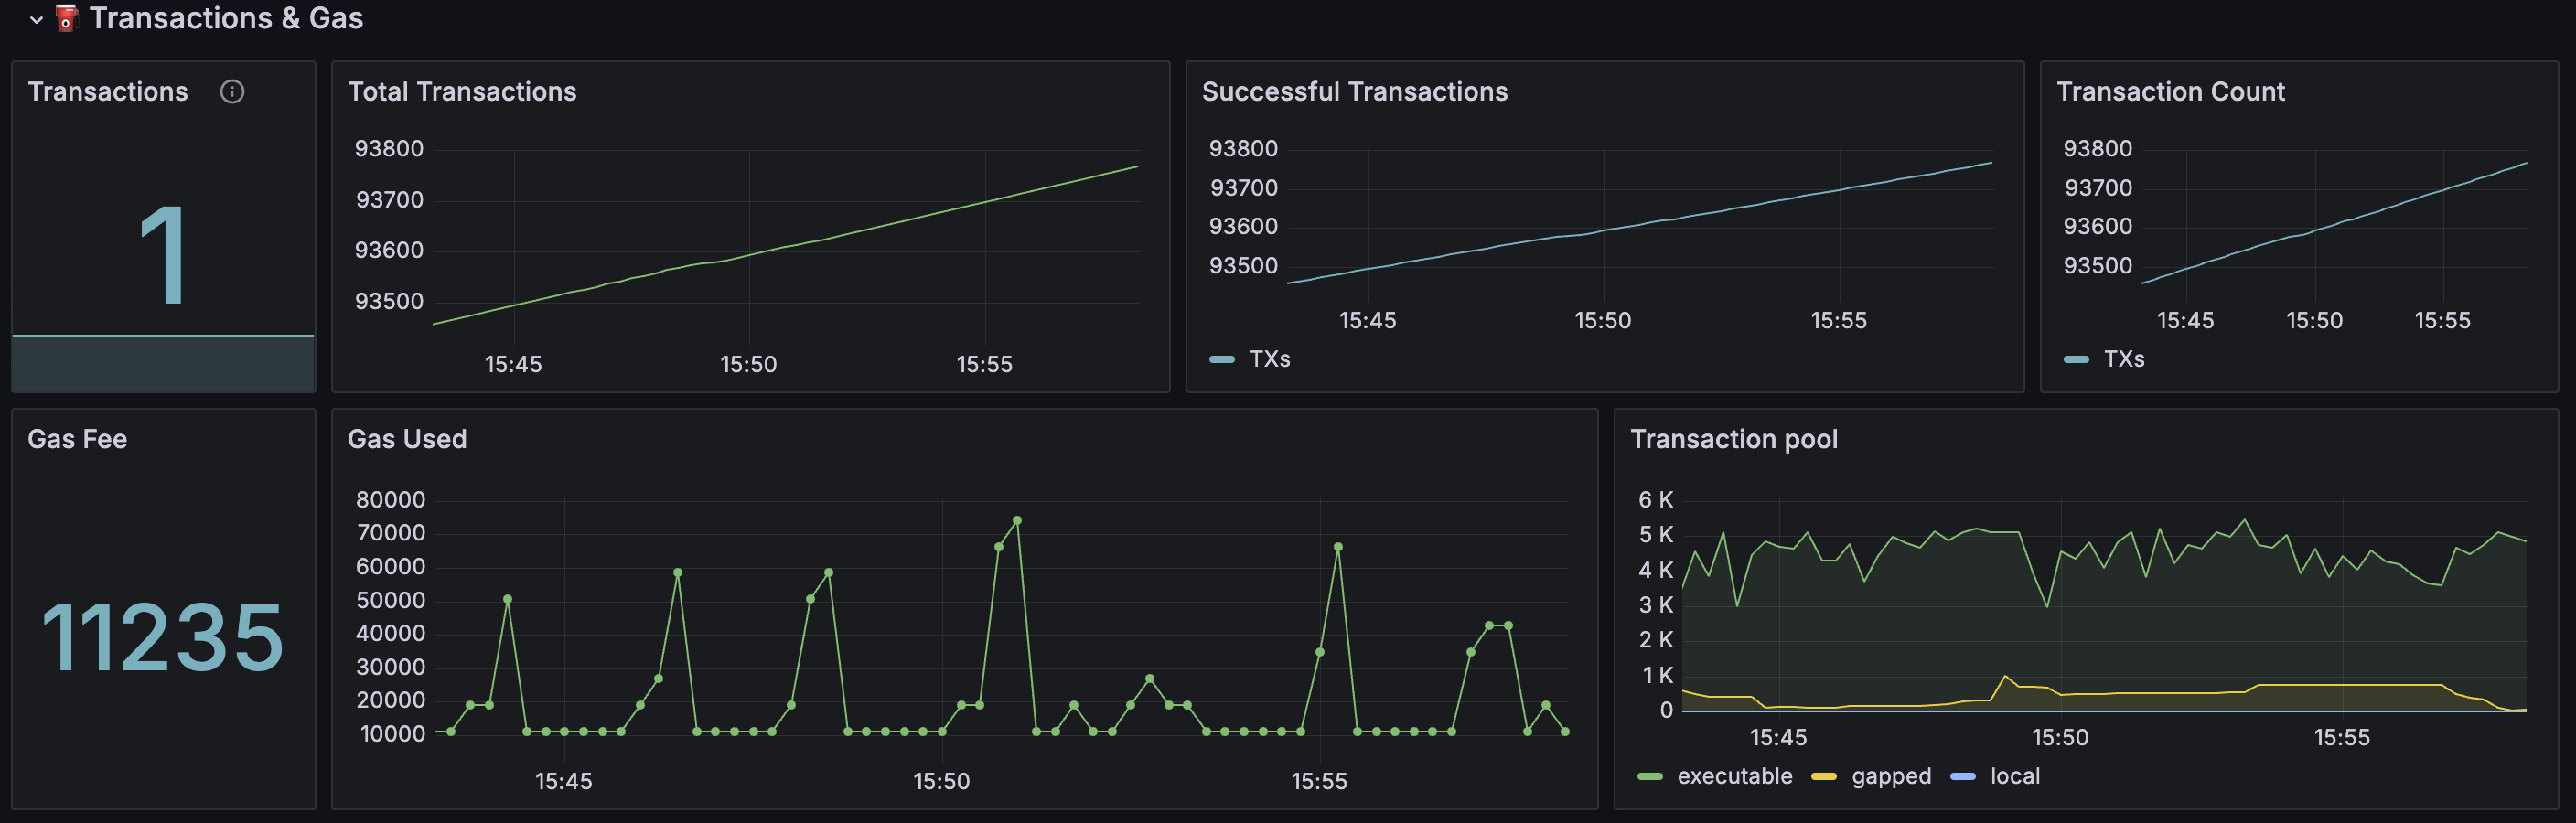 Transactions & Gas
Transactions
1
Total Transactions
93800
93700
93600
93500
15:45 15:50 15:55
Successful Transactions
93800
93700
93600
93500
15:45 15:50 15:55
TXs
Transaction Count
93800
93700
93600
93500
15:45 15:50 15:55
TXs
Gas Fee
11235
Gas Used
80000
70000
60000
50000
40000
30000
20000
10000
15:45 15:50 15:55
Transaction pool
6 K
5 K
4 K
3 K
2 K
1 K
0
15:45 15:50 15:55
executable gapped local